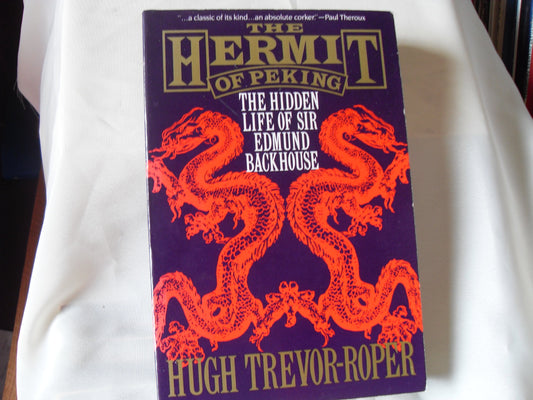 "...a classic of its kind...an absolute corker." —Paul Theroux
THE
HERMIT
OF PEKING
THE HIDDEN
LIFE OF SIR
EDMUND
BACKHOUSE
HUGH TREVOR-ROPER